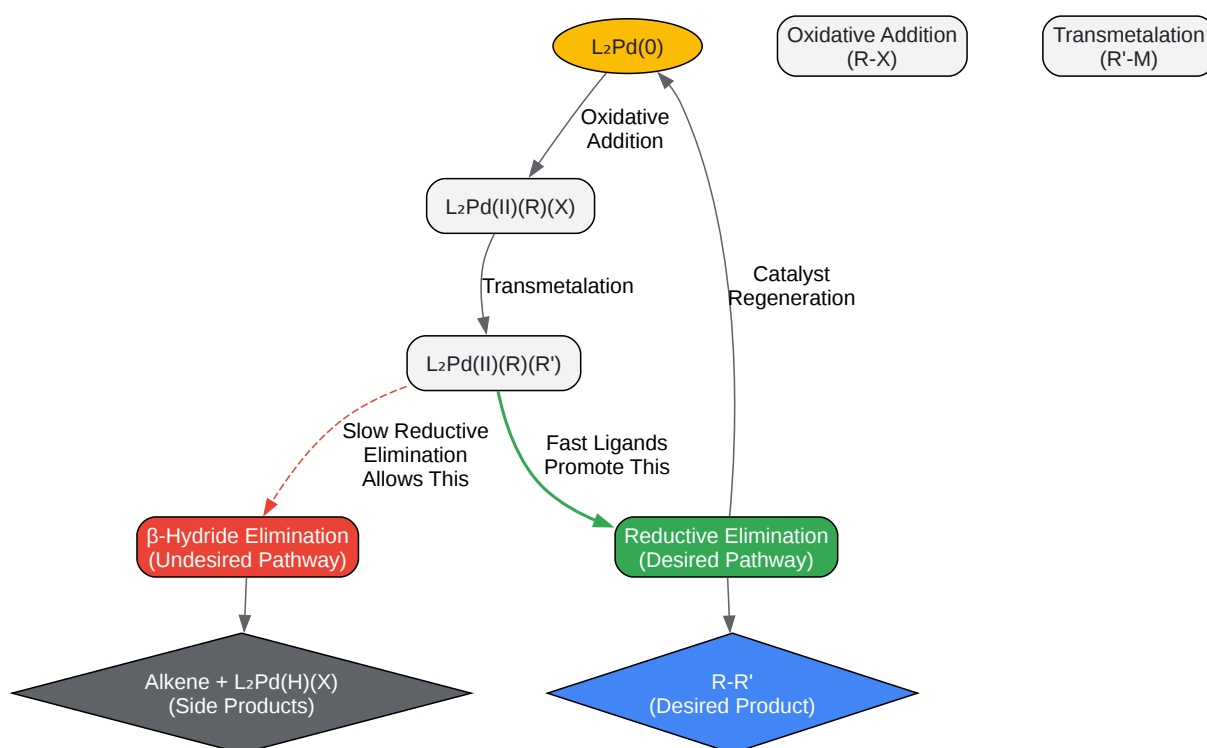 L₂Pd(0)
Oxidative Addition
(R-X)
Transmetalation
(R'-M)
Oxidative
Addition
L₂Pd(II)(R)(X)
Transmetalation
Catalyst
Regeneration
L₂Pd(II)(R)(R')
Slow Reductive
Elimination
Allows This
Fast Ligands
Promote This
β-Hydride Elimination
(Undesired Pathway)
Reductive Elimination
(Desired Pathway)
Alkene + L₂Pd(H)(X)
(Side Products)
R-R'
(Desired Product)